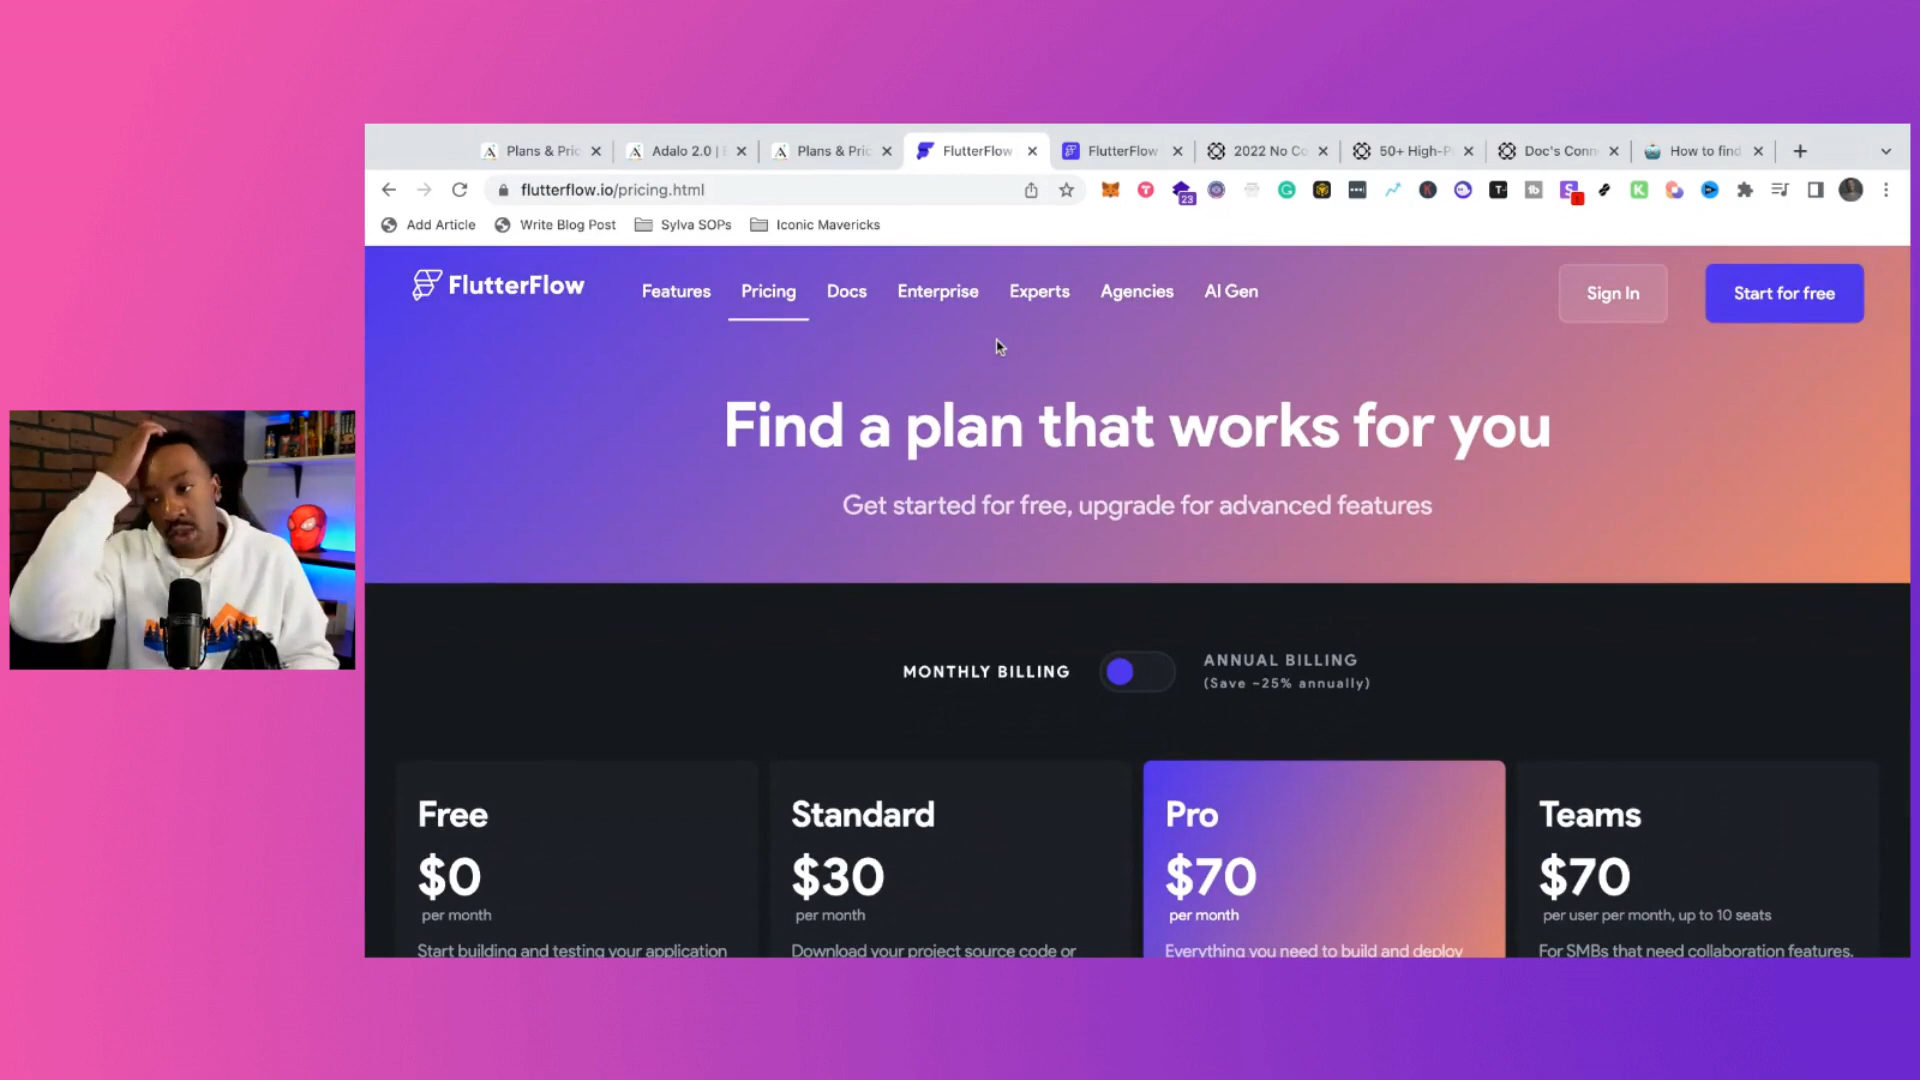 Plans & Pric
Adalo 2.0 |
Plans & Pric
FlutterFlow
FlutterFlow
2022 No Co
50+ High-P
Doc's Conn
How to find
flutterflow.io/pricing.html
23
Add Article
Write Blog Post
Sylva SOPs
Iconic Mavericks
FlutterFlow
Features
Pricing
Docs
Enterprise
Experts
Agencies
AI Gen
Sign In
Start for free
Find a plan that works for you
Get started for free, upgrade for advanced features
MONTHLY BILLING
ANNUAL BILLING
(Save ~25% annually)
Free
$0
per month
Start building and testing your application
Standard
$30
per month
Download your project source code or
Pro
$70
per month
Everything you need to build and deploy
Teams
$70
per user per month, up to 10 seats
For SMBs that need collaboration features.